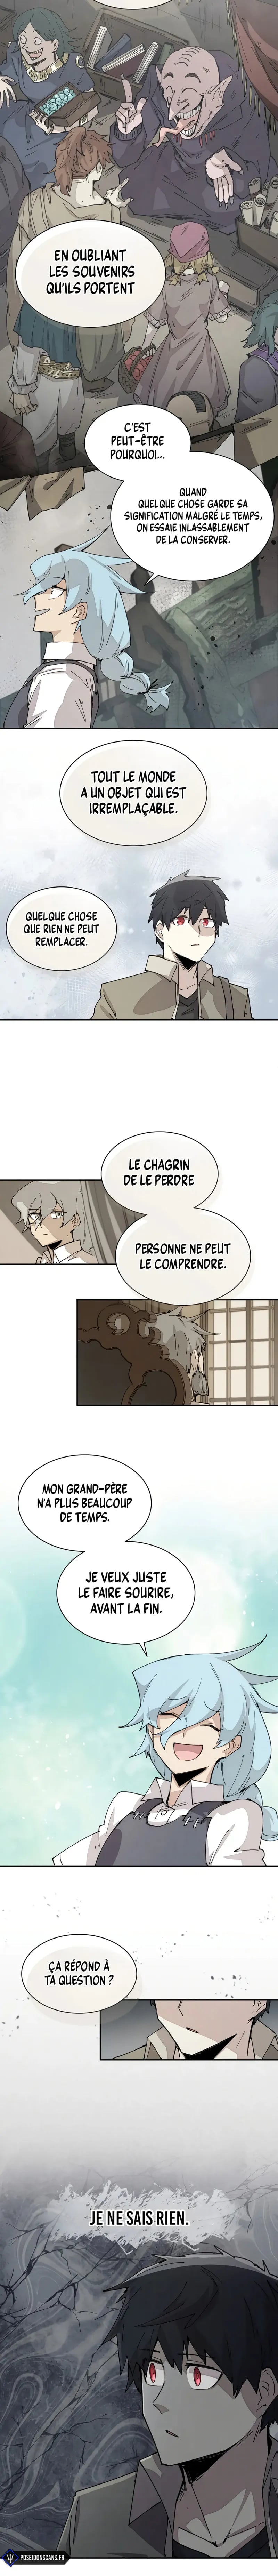 EN OUBLIANT
LES SOUVENIRS
QU'ILS PORTENT
C'EST
PEUT-ÊTRE
POURQUOI...
QUAND
QUELQUE CHOSE GARDE SA
SIGNIFICATION MALGRÉ LE TEMPS,
ON ESSAIE INLASSABLEMENT
DE LA CONSERVER.
TOUT LE MONDE
A UN OBJET QUI EST
IRREMPLAÇABLE.
QUELQUE CHOSE
QUE RIEN NE PEUT
REMPLACER.
LE CHAGRIN
DE LE PERDRE
PERSONNE NE PEUT
LE COMPRENDRE.
MON GRAND-PÈRE
N'A PLUS BEAUCOUP
DE TEMPS.
JE VEUX JUSTE
LE FAIRE SOURIRE,
AVANT LA FIN.
ÇA RÉPOND À
TA QUESTION ?
JE NE SAIS RIEN.
POSEIDONSCANS.FR